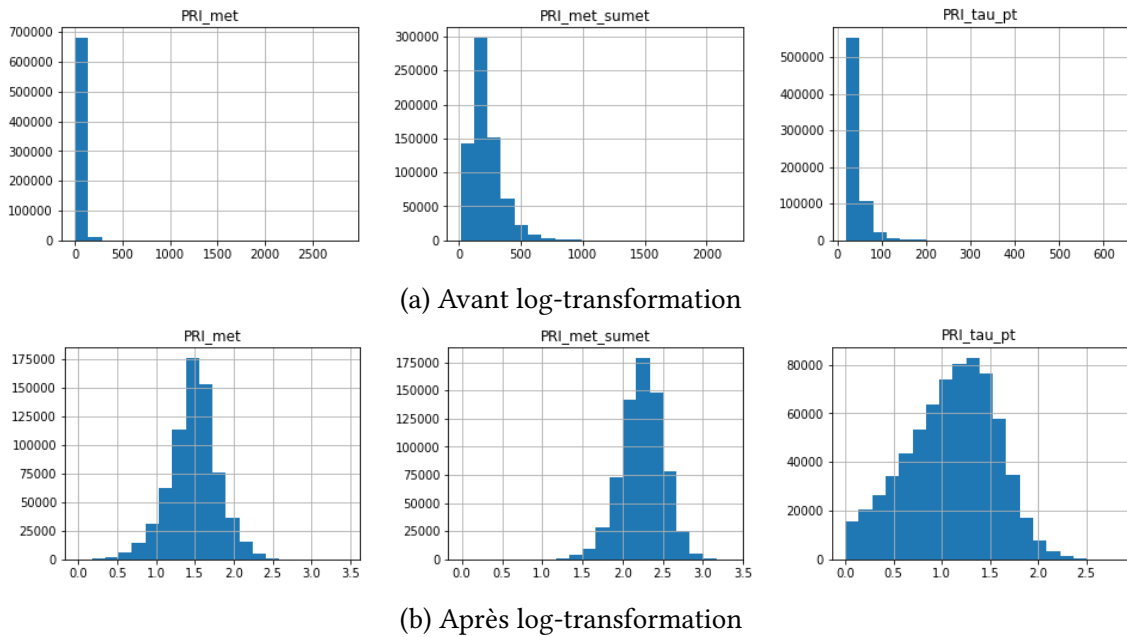 PRI_met PRI_met_sumet PRI_tau_pt
700000 600000 500000 400000 300000 200000 100000 0
0 500 1000 1500 2000 2500
300000 250000 200000 150000 100000 50000 0
0 500 1000 1500 2000
500000 400000 300000 200000 100000 0
0 100 200 300 400 500 600
(a) Avant log-transformation
PRI_met PRI_met_sumet PRI_tau_pt
175000 150000 125000 100000 75000 50000 25000 0
0.0 0.5 1.0 1.5 2.0 2.5 3.0 3.5
175000 150000 125000 100000 75000 50000 25000 0
0.0 0.5 1.0 1.5 2.0 2.5 3.0 3.5
80000 60000 40000 20000 0
0.0 0.5 1.0 1.5 2.0 2.5
(b) Après log-transformation